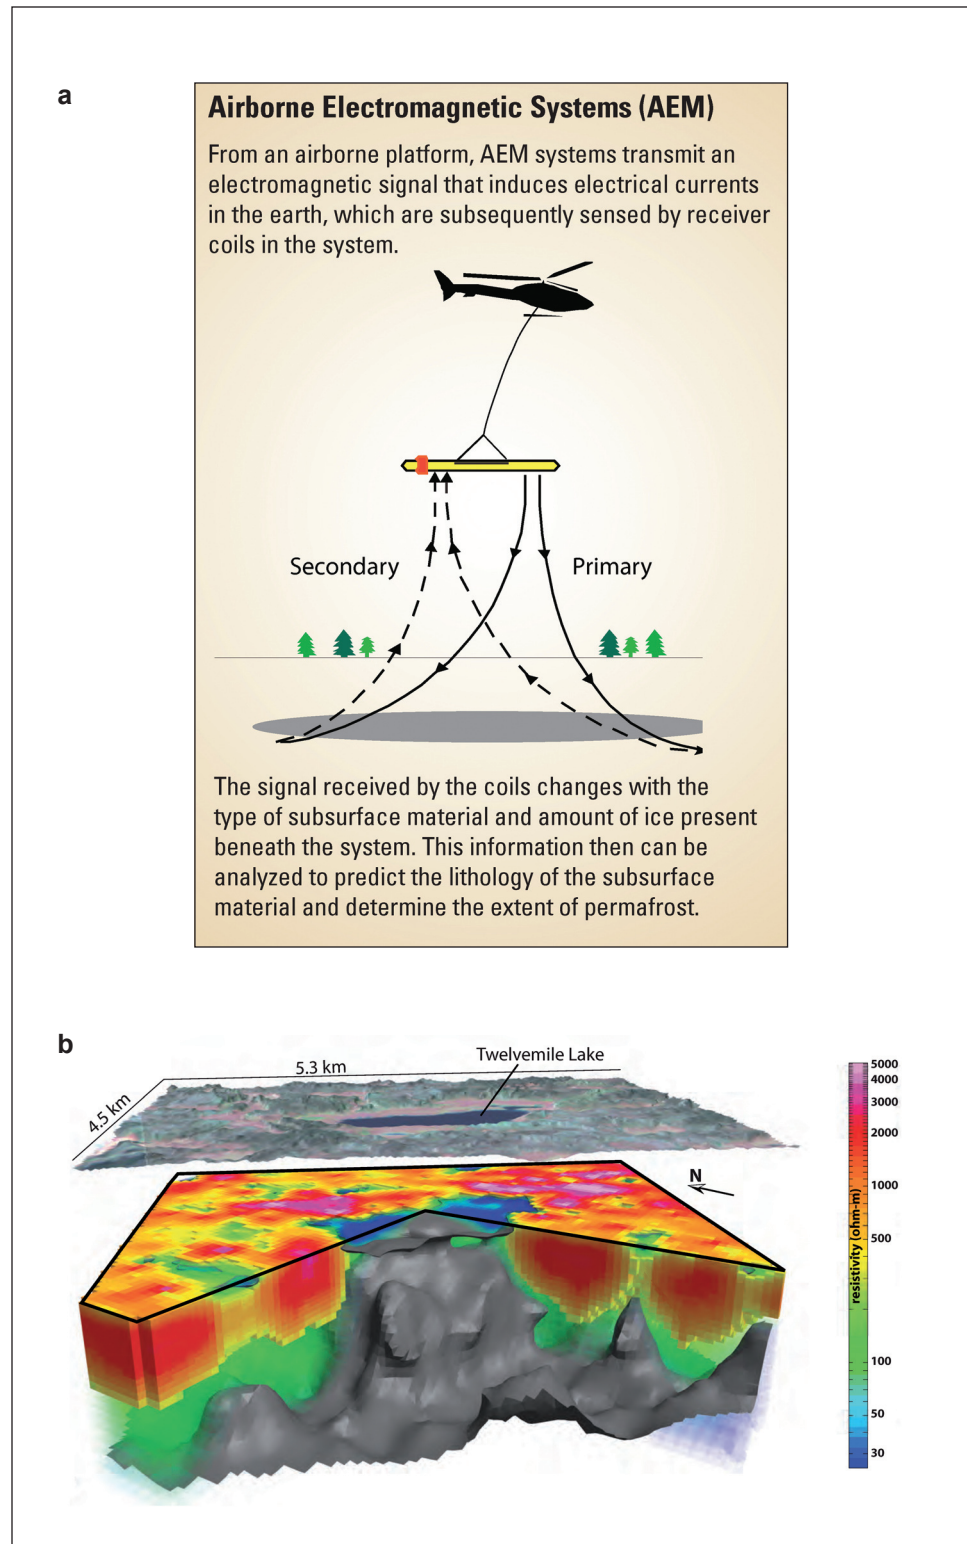 a
Airborne Electromagnetic Systems (AEM)
From an airborne platform, AEM systems transmit an
electromagnetic signal that induces electrical currents
in the earth, which are subsequently sensed by receiver
coils in the system.
Secondary
Primary
The signal received by the coils changes with the
type of subsurface material and amount of ice present
beneath the system. This information then can be
analyzed to predict the lithology of the subsurface
material and determine the extent of permafrost.
b
Twelvemile Lake
5.3 km
4.5 km
N
resistivity (ohm-m)
5000
4000
3000
2000
1000
500
100
50
30